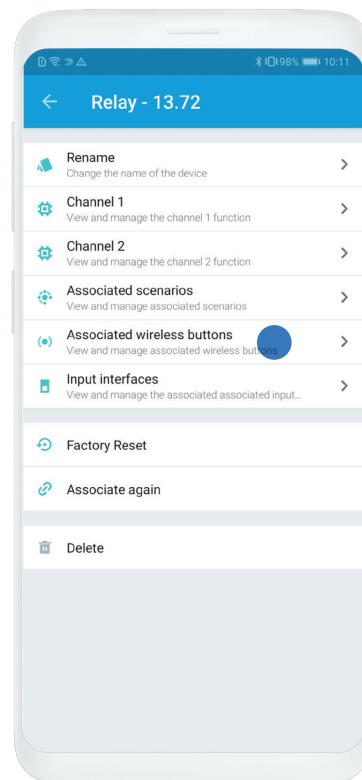 98% 10:11
Relay - 13.72
Rename
Change the name of the device
Channel 1
View and manage the channel 1 function
Channel 2
View and manage the channel 2 function
Associated scenarios
View and manage associated scenarios
Associated wireless buttons
View and manage associated wireless buttons
Input interfaces
View and manage the associated associated input...
Factory Reset
Associate again
Delete